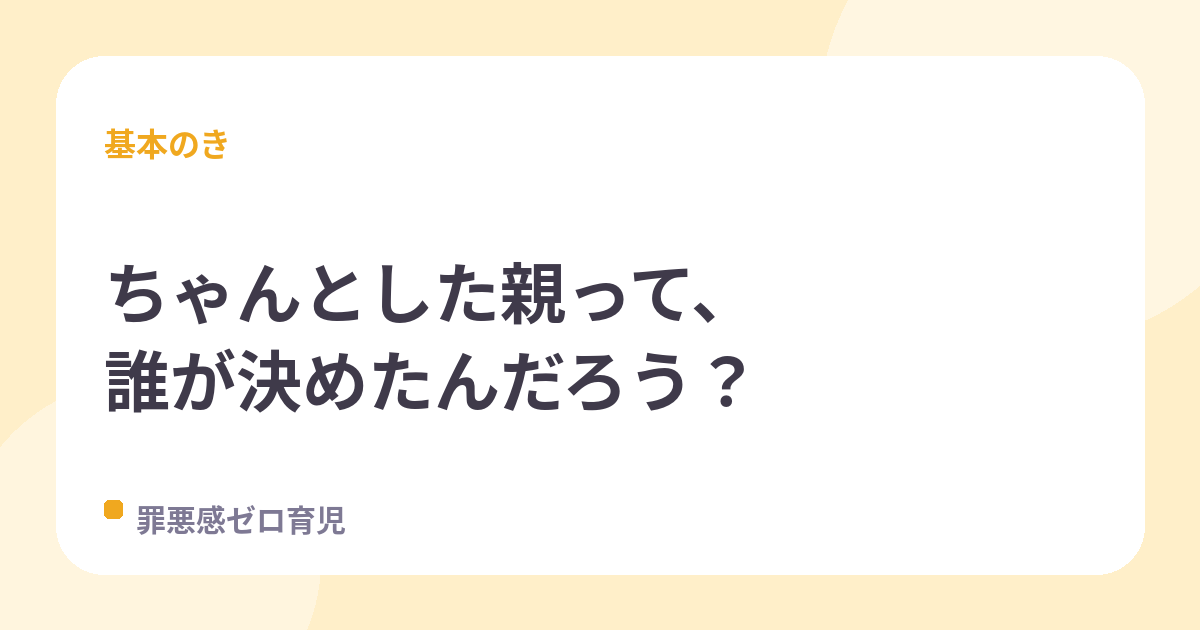 基本のき
ちゃんとした親って、
誰が決めたんだろう？
罪悪感ゼロ育児